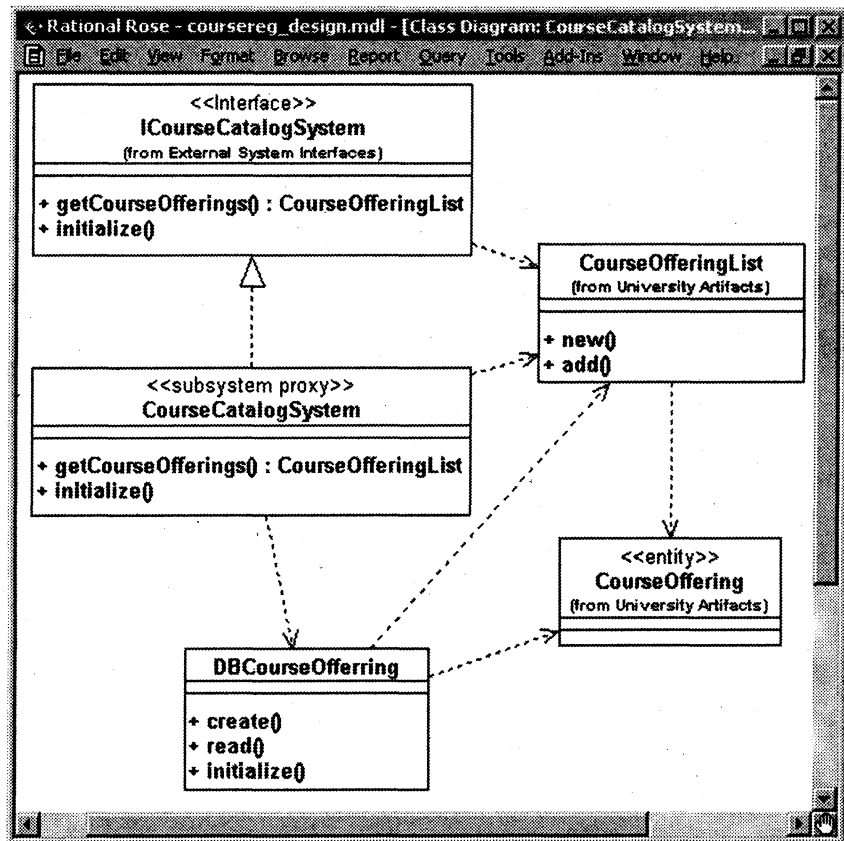 Rational Rose - coursereg_design.mdl - [Class Diagram: CourseCatalogSystem...
File Edit View Format Browse Report Query Tools Add-Ins Window Help
<<Interface>>
ICourseCatalogSystem
(from External System Interfaces)
+ getCourseOfferings() : CourseOfferingList
+ initialize()
CourseOfferingList
(from University Artifacts)
+ new()
+ add()
<<subsystem proxy>>
CourseCatalogSystem
+ getCourseOfferings() : CourseOfferingList
+ initialize()
<<entity>>
CourseOffering
(from University Artifacts)
DBCourseOfferring
+ create()
+ read()
+ initialize()